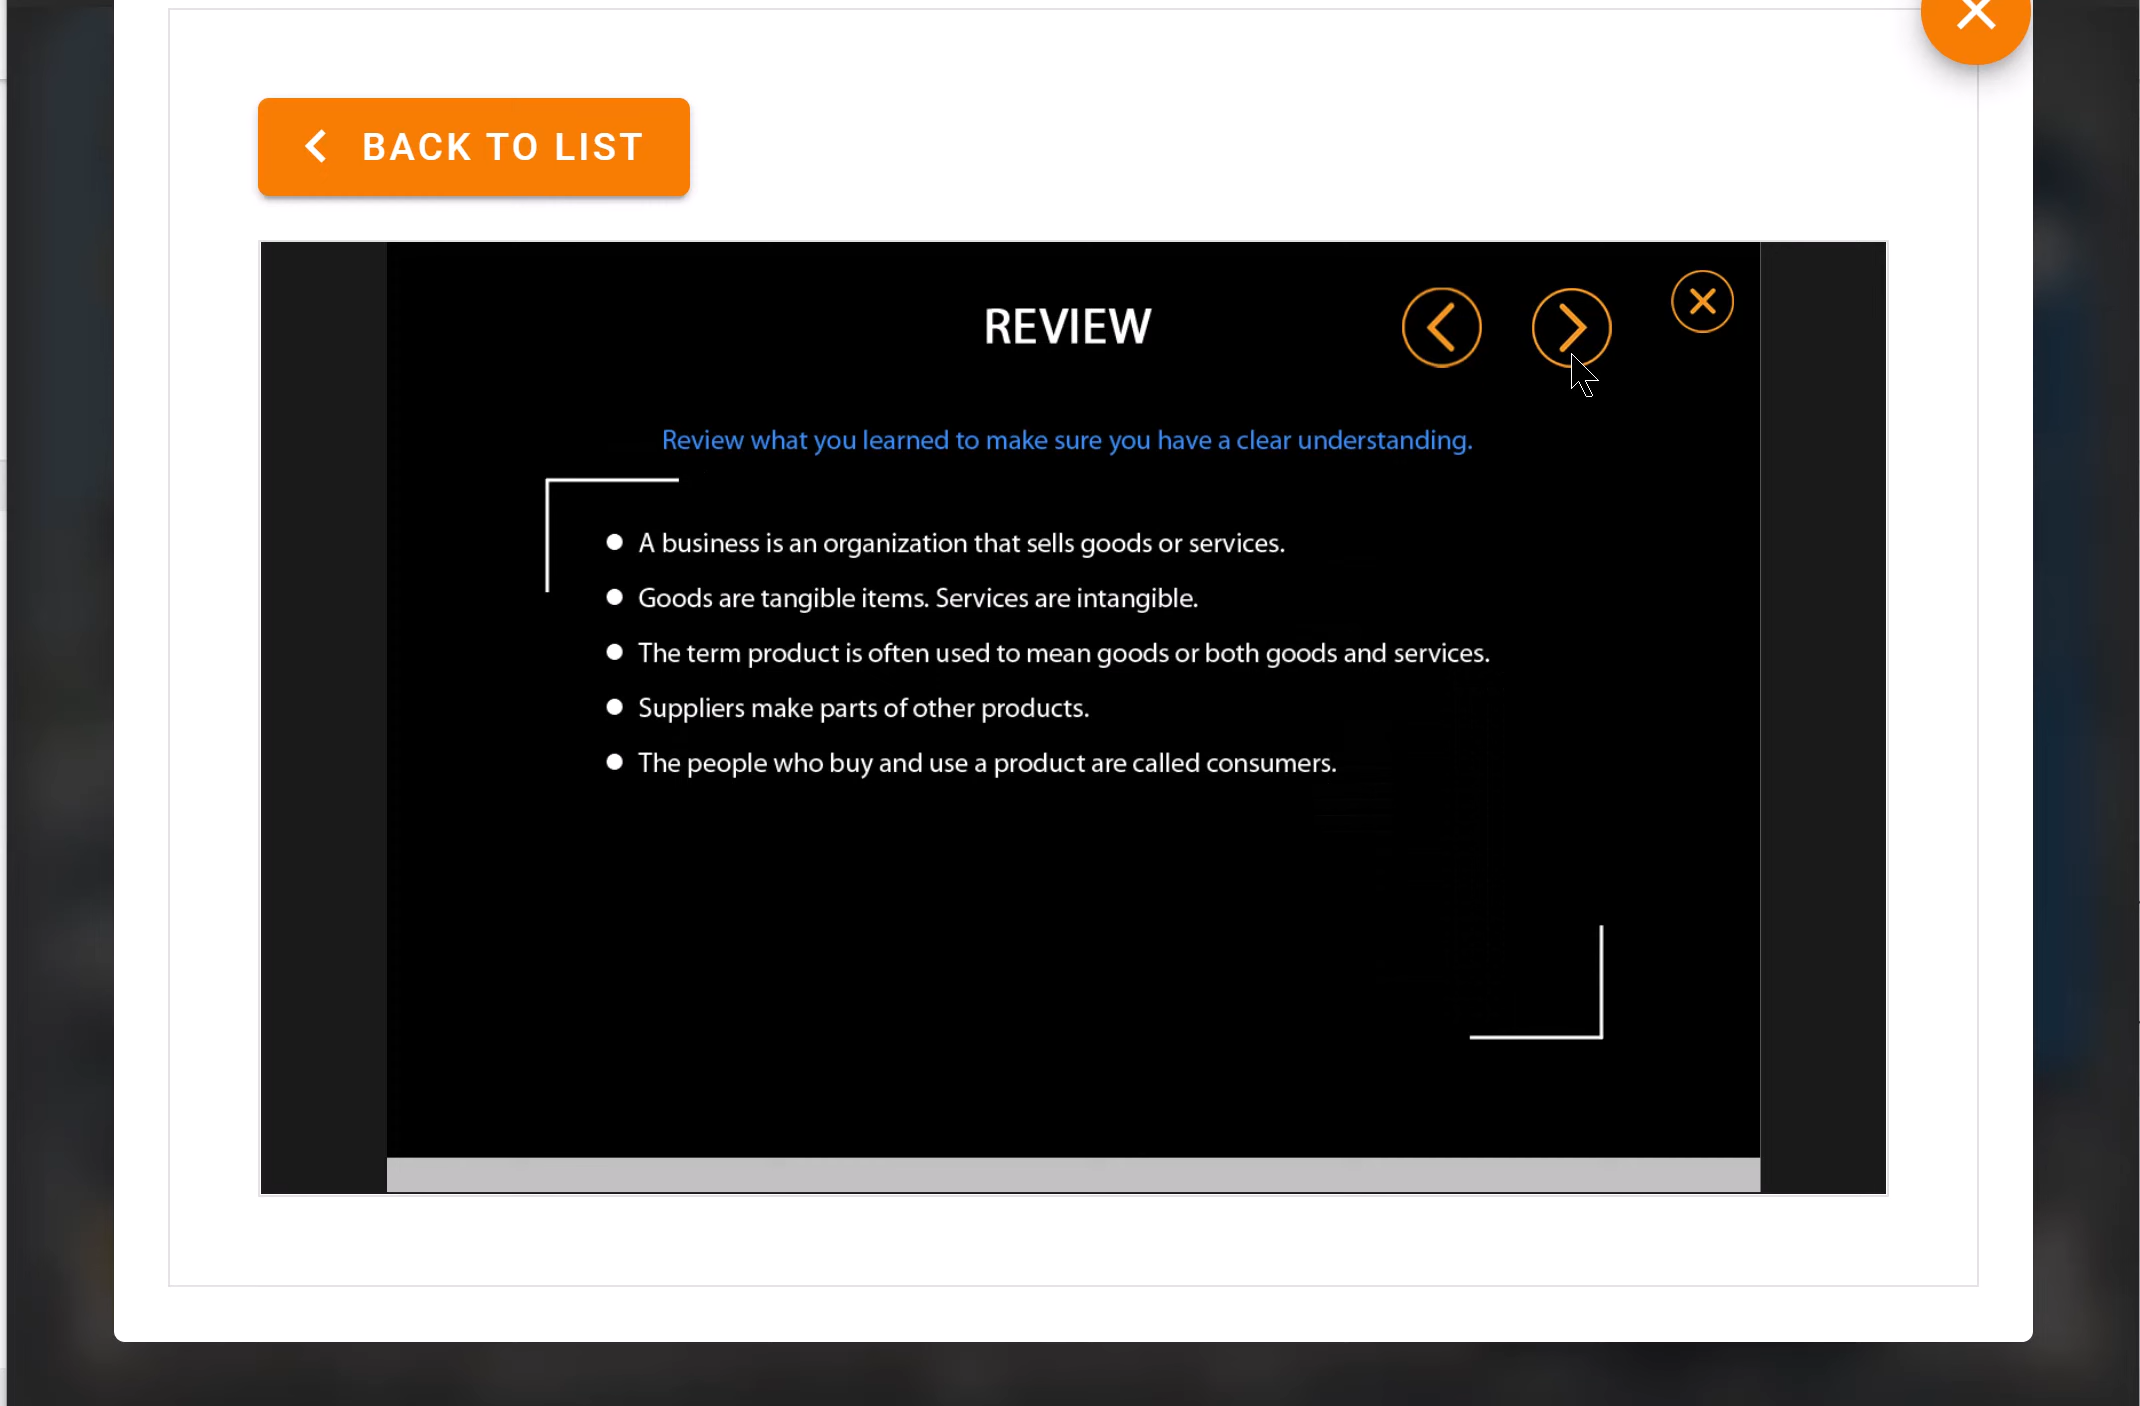 BACK TO LIST
REVIEW
Review what you learned to make sure you have a clear understanding.
A business is an organization that sells goods or services.
Goods are tangible items. Services are intangible.
The term product is often used to mean goods or both goods and services.
Suppliers make parts of other products.
The people who buy and use a product are called consumers.